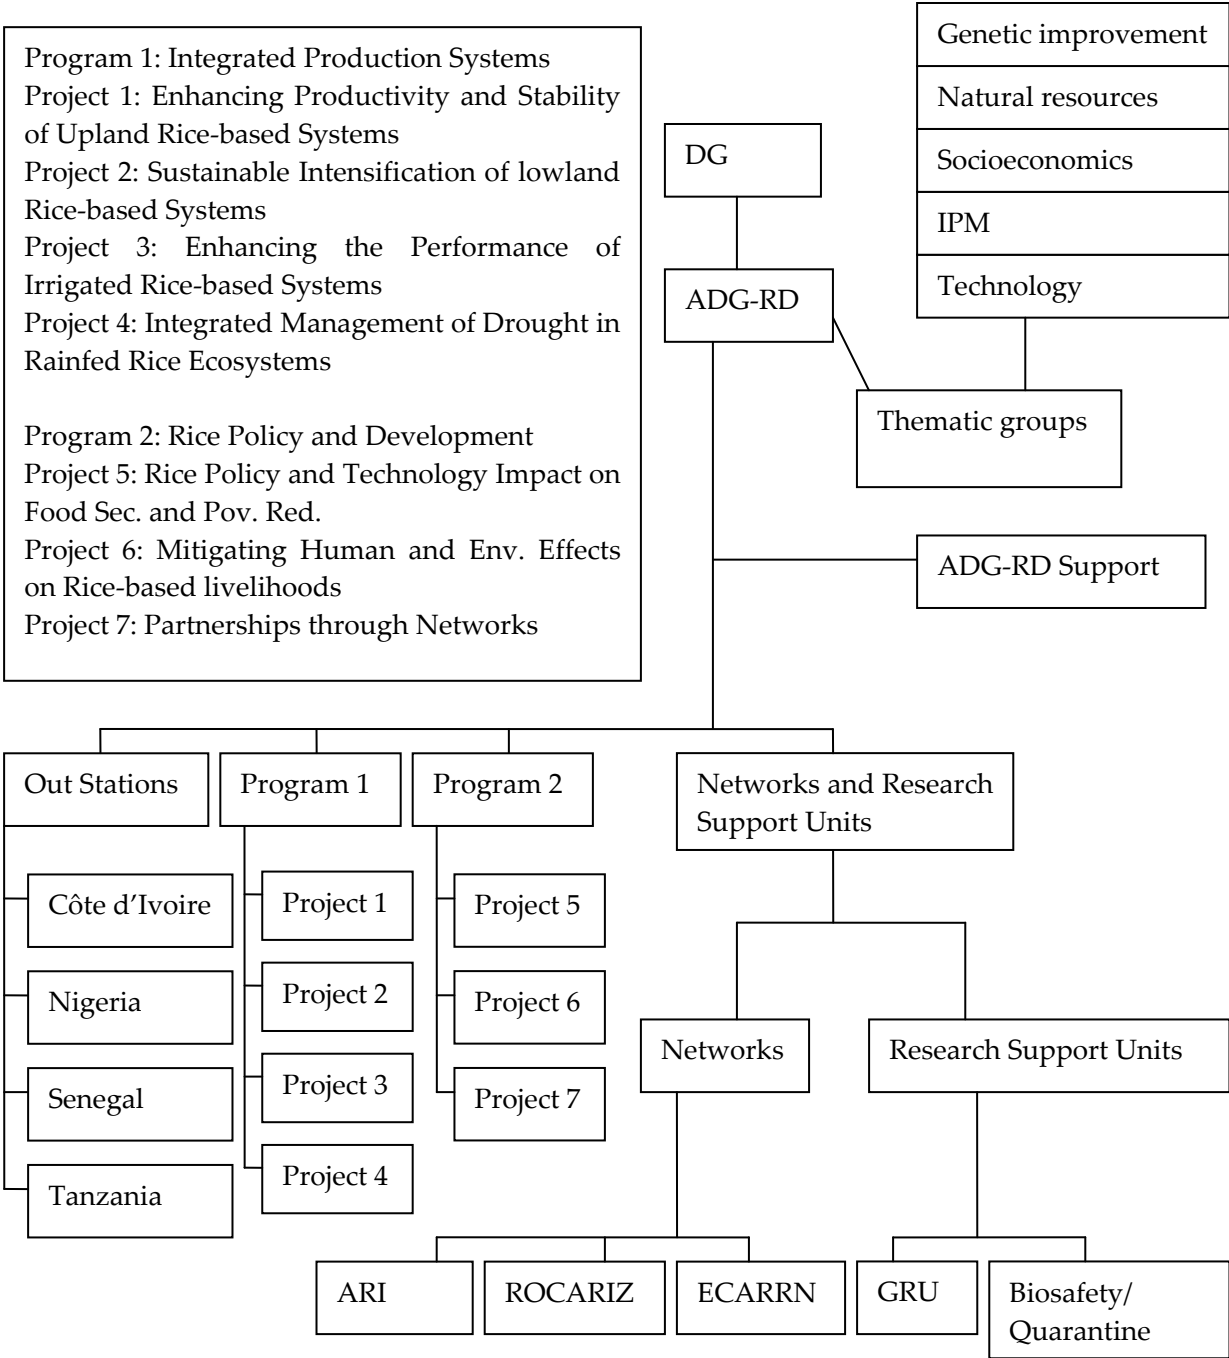 Program 1: Integrated Production Systems
Project 1: Enhancing Productivity and Stability
of Upland Rice-based Systems
Project 2: Sustainable Intensification of lowland
Rice-based Systems
Project 3: Enhancing the Performance of
Irrigated Rice-based Systems
Project 4: Integrated Management of Drought in
Rainfed Rice Ecosystems
Program 2: Rice Policy and Development
Project 5: Rice Policy and Technology Impact on
Food Sec. and Pov. Red.
Project 6: Mitigating Human and Env. Effects
on Rice-based livelihoods
Project 7: Partnerships through Networks
DG
ADG-RD
Genetic improvement
Natural resources
Socioeconomics
IPM
Technology
Thematic groups
ADG-RD Support
Out Stations
Program 1
Program 2
Networks and Research
Support Units
Côte d’Ivoire
Nigeria
Senegal
Tanzania
Project 1
Project 2
Project 3
Project 4
Project 5
Project 6
Project 7
Networks
Research Support Units
ARI
ROCARIZ
ECARRN
GRU
Biosafety/
Quarantine